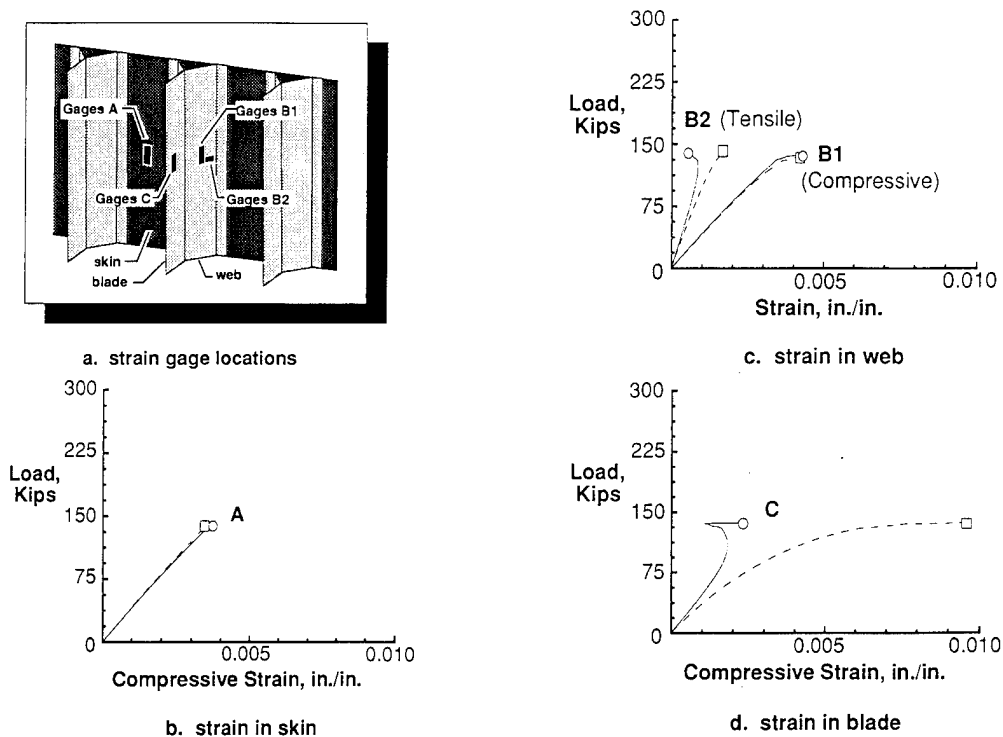 Gages A
Gages B1
Gages C
Gages B2
skin
blade
web
a. strain gage locations
300
225
Load,
Kips
150
75
0
B2 (Tensile)
B1
(Compressive)
0.005
0.010
Strain, in./in.
c. strain in web
300
225
Load,
Kips
150
75
0
A
0.005
0.010
Compressive Strain, in./in.
b. strain in skin
300
225
Load,
Kips
150
75
0
C
0.005
0.010
Compressive Strain, in./in.
d. strain in blade